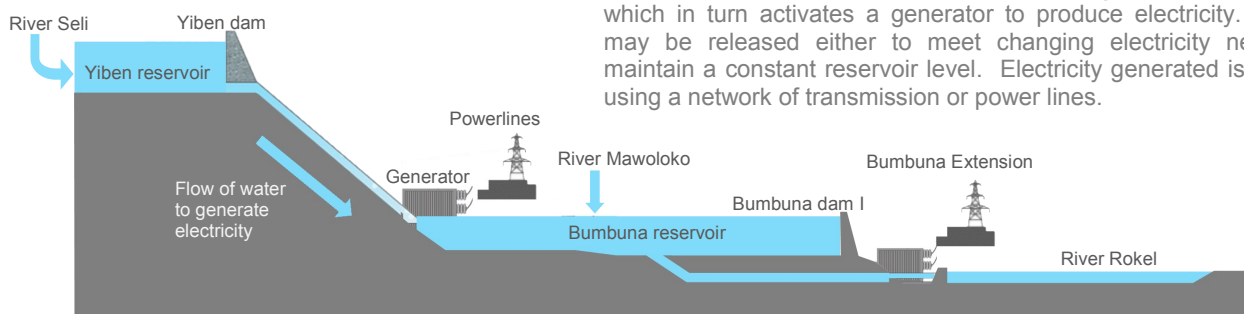 which in turn activates a generator to produce electricity.
may be released either to meet changing electricity
maintain a constant reservoir level. Electricity generated is
using a network of transmission or power lines.
River Seli
Yiben dam
Yiben reservoir
Powerlines
River Mawoloko
Bumbuna Extension
Generator
Flow of water
to generate
electricity
Bumbuna dam I
Bumbuna reservoir
River Rokel